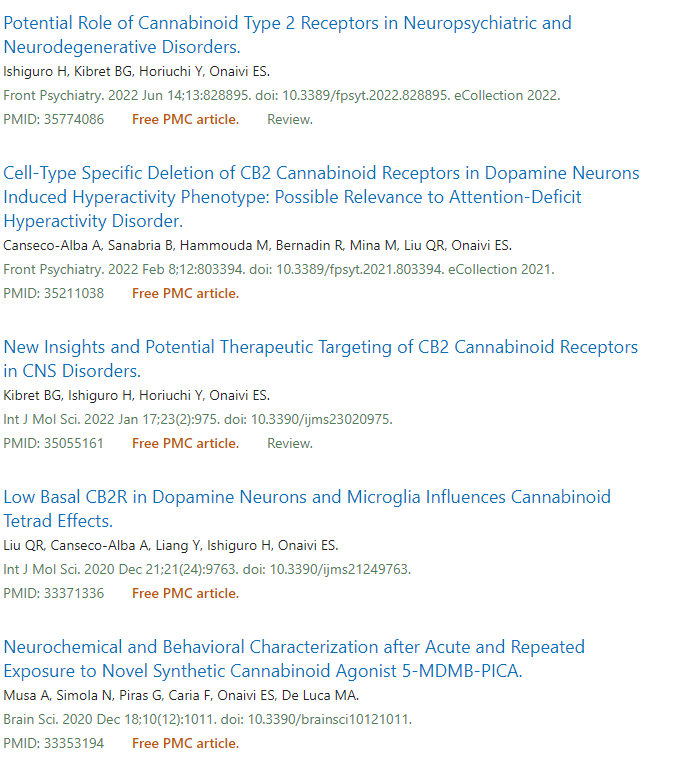 Potential Role of Cannabinoid Type 2 Receptors in Neuropsychiatric and
Neurodegenerative Disorders.
Ishiguro H, Kibret BG, Horiuchi Y, Onaivi ES.
Front Psychiatry. 2022 Jun 14;13:828895. doi: 10.3389/fpsyt.2022.828895. eCollection 2022.
PMID: 35774086 Free PMC article. Review.
Cell-Type Specific Deletion of CB2 Cannabinoid Receptors in Dopamine Neurons
Induced Hyperactivity Phenotype: Possible Relevance to Attention-Deficit
Hyperactivity Disorder.
Canseco-Alba A, Sanabria B, Hammouda M, Bernadin R, Mina M, Liu QR, Onaivi ES.
Front Psychiatry. 2022 Feb 8;12:803394. doi: 10.3389/fpsyt.2021.803394. eCollection 2021.
PMID: 35211038 Free PMC article.
New Insights and Potential Therapeutic Targeting of CB2 Cannabinoid Receptors
in CNS Disorders.
Kibret BG, Ishiguro H, Horiuchi Y, Onaivi ES.
Int J Mol Sci. 2022 Jan 17;23(2):975. doi: 10.3390/ijms23020975.
PMID: 35055161 Free PMC article. Review.
Low Basal CB2R in Dopamine Neurons and Microglia Influences Cannabinoid
Tetrad Effects.
Liu QR, Canseco-Alba A, Liang Y, Ishiguro H, Onaivi ES.
Int J Mol Sci. 2020 Dec 21;21(24):9763. doi: 10.3390/ijms21249763.
PMID: 33371336 Free PMC article.
Neurochemical and Behavioral Characterization after Acute and Repeated
Exposure to Novel Synthetic Cannabinoid Agonist 5-MDMB-PICA.
Musa A, Simola N, Piras G, Caria F, Onaivi ES, De Luca MA.
Brain Sci. 2020 Dec 18;10(12):1011. doi: 10.3390/brainsci10121011.
PMID: 33353194 Free PMC article.